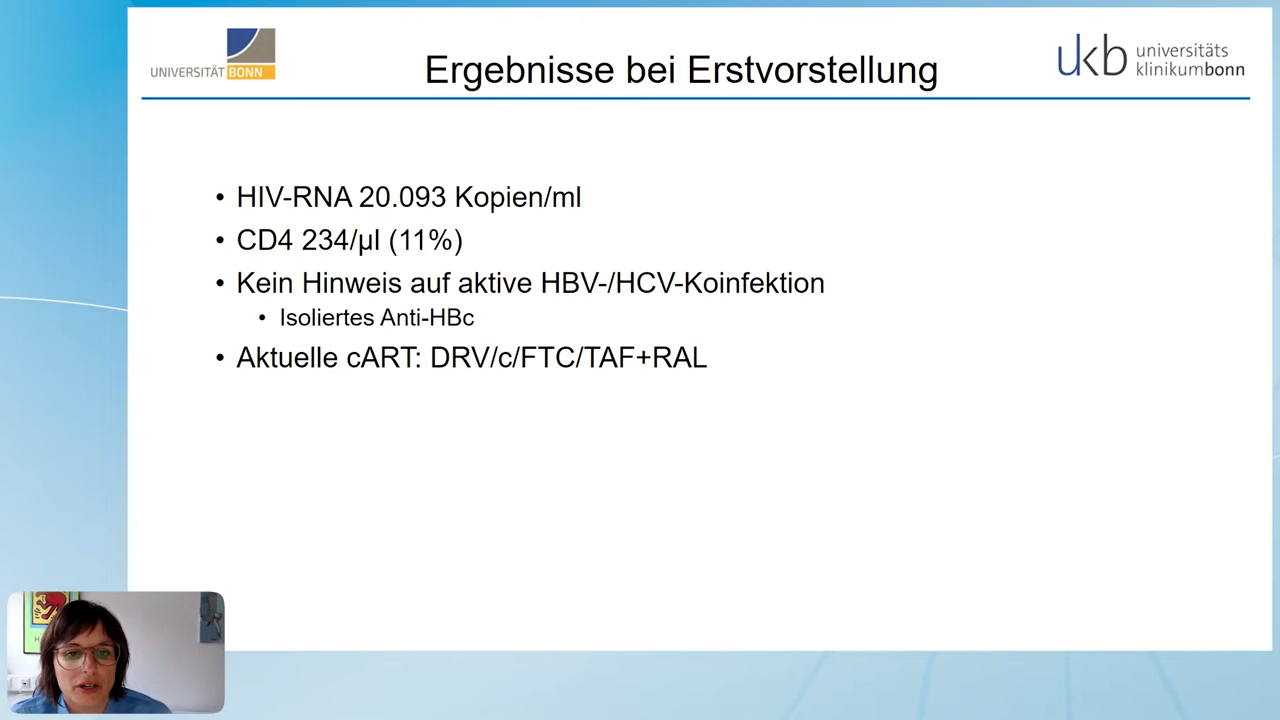 UNIVERSITÄT BONN
Ergebnisse bei Erstvorstellung
ukb universitäts
klinikumbonn
• HIV-RNA 20.093 Kopien/ml
• CD4 234/µl (11%)
• Kein Hinweis auf aktive HBV-/HCV-Koinfektion
• Isoliertes Anti-HBc
• Aktuelle cART: DRV/c/FTC/TAF+RAL